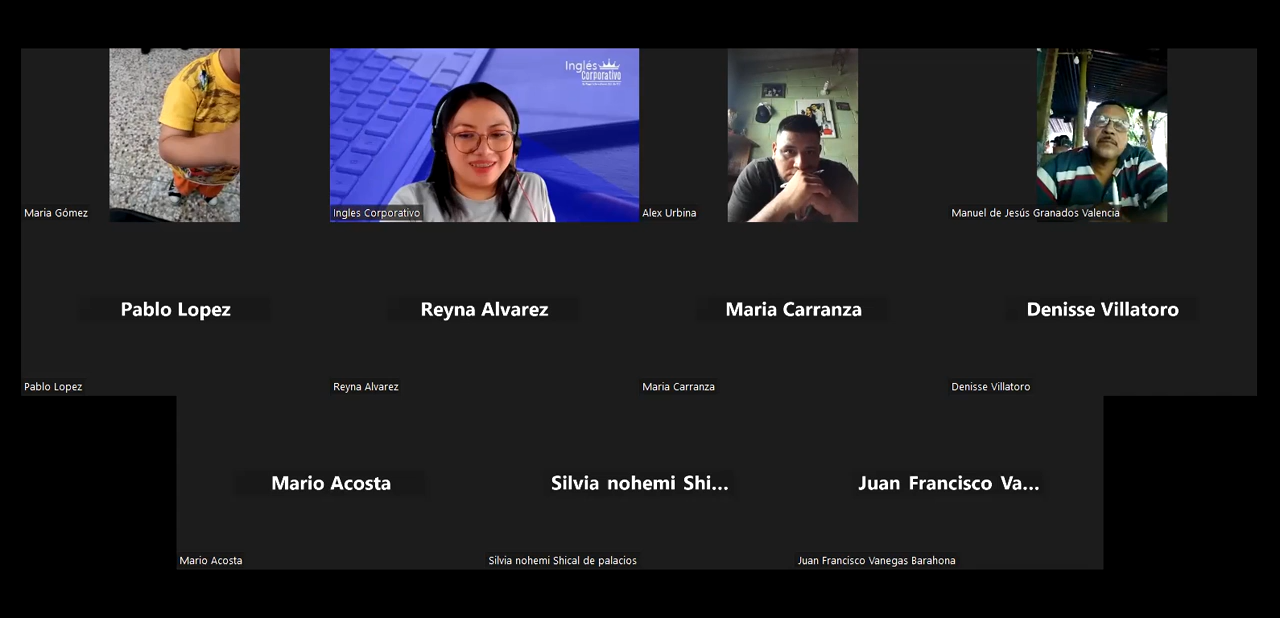 Inglés
Corporativo
Maria Gómez
Ingles Corporativo
Alex Urbina
Manuel de Jesús Granados Valencia
Pablo Lopez
Reyna Alvarez
Maria Carranza
Denisse Villatoro
Pablo Lopez
Reyna Alvarez
Maria Carranza
Denisse Villatoro
Mario Acosta
Silvia nohemi Shi...
Juan Francisco Va...
Mario Acosta
Silvia nohemi Shical de palacios
Juan Francisco Vanegas Barahona